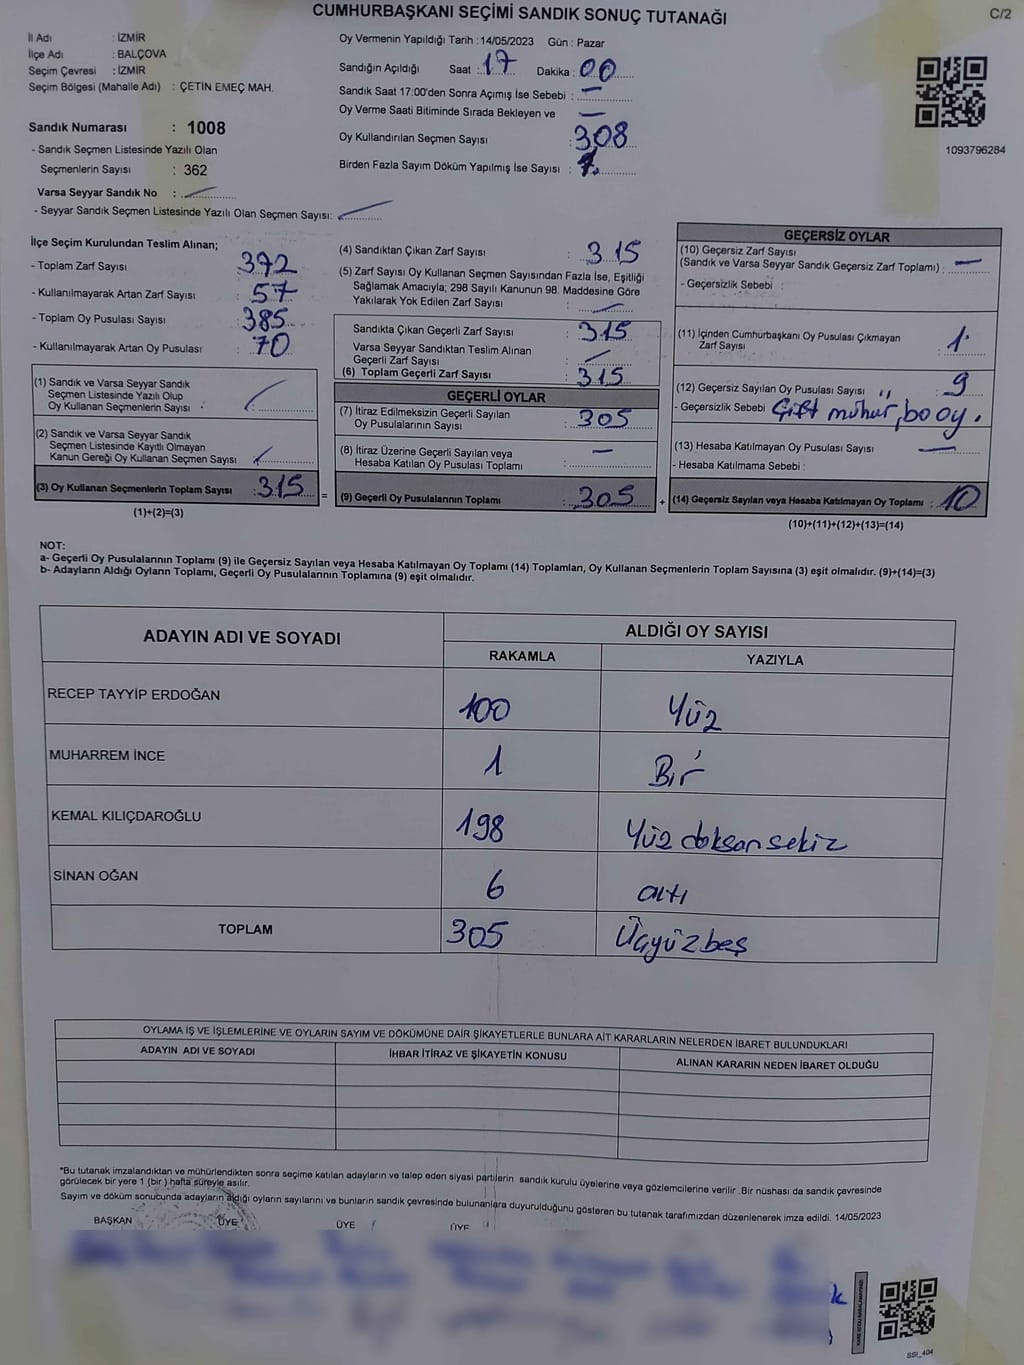 CUMHURBAŞKANI SEÇİMİ SANDIK SONUÇ TUTANAĞI
C/2
İl Adı : İZMİR
İlçe Adı : BALÇOVA
Seçim Çevresi : İZMİR
Seçim Bölgesi (Mahalle Adı) : ÇETİN EMEÇ MAH.
Sandık Numarası : 1008
- Sandık Seçmen Listesinde Yazılı Olan
Seçmenlerin Sayısı : 362
Varsa Seyyar Sandık No :
- Seyyar Sandık Seçmen Listesinde Yazılı Olan Seçmen Sayısı:
Oy Vermenin Yapıldığı Tarih : 14/05/2023 Gün : Pazar
Sandığın Açıldığı Saat : 17 Dakika : 00
Sandık Saat 17:00'den Sonra Açımış İse Sebebi : —
Oy Verme Saati Bitiminde Sırada Bekleyen ve —
Oy Kullandırılan Seçmen Sayısı : 308
Birden Fazla Sayım Döküm Yapılmış İse Sayısı :
1093796284
İlçe Seçim Kurulundan Teslim Alınan;
- Toplam Zarf Sayısı : 372
- Kullanılmayarak Artan Zarf Sayısı : 57
- Toplam Oy Pusulası Sayısı : 385
- Kullanılmayarak Artan Oy Pusulası : 70
(1) Sandık ve Varsa Seyyar Sandık
Seçmen Listesinde Yazılı Olup
Oy Kullanan Seçmenlerin Sayısı :
(2) Sandık ve Varsa Seyyar Sandık
Seçmen Listesinde Kayıtlı Olmayan
Kanun Gereği Oy Kullanan Seçmen Sayısı :
(3) Oy Kullanan Seçmenlerin Toplam Sayısı : 315 =
(1)+(2)=(3)
(4) Sandıktan Çıkan Zarf Sayısı : 315
(5) Zarf Sayısı Oy Kullanan Seçmen Sayısından Fazla İse, Eşitliği
Sağlamak Amacıyla; 298 Sayılı Kanunun 98. Maddesine Göre
Yakılarak Yok Edilen Zarf Sayısı :
Sandıkta Çıkan Geçerli Zarf Sayısı : 315
Varsa Seyyar Sandıktan Teslim Alınan
Geçerli Zarf Sayısı :
(6) Toplam Geçerli Zarf Sayısı : 315
GEÇERLİ OYLAR
(7) İtiraz Edilmeksizin Geçerli Sayılan
Oy Pusulalarının Sayısı : 305
(8) İtiraz Üzerine Geçerli Sayılan veya
Hesaba Katılan Oy Pusulası Toplamı : —
(9) Geçerli Oy Pusulalarının Toplamı : 305 +
GEÇERSİZ OYLAR
(10) Geçersiz Zarf Sayısı
(Sandık ve Varsa Seyyar Sandık Geçersiz Zarf Toplamı) : —
- Geçersizlik Sebebi :
(11) İçinden Cumhurbaşkanı Oy Pusulası Çıkmayan
Zarf Sayısı : 1
(12) Geçersiz Sayılan Oy Pusulası Sayısı : 9
- Geçersizlik Sebebi Çift mühür, boş oy.
(13) Hesaba Katılmayan Oy Pusulası Sayısı : —
- Hesaba Katılmama Sebebi :
(14) Geçersiz Sayılan veya Hesaba Katılmayan Oy Toplamı : 10
(10)+(11)+(12)+(13)=(14)
NOT:
a- Geçerli Oy Pusulalarının Toplamı (9) ile Geçersiz Sayılan veya Hesaba Katılmayan Oy Toplamı (14) Toplamları, Oy Kullanan Seçmenlerin Toplam Sayısına (3) eşit olmalıdır. (9)+(14)=(3)
b- Adayların Aldığı Oyların Toplamı, Geçerli Oy Pusulalarının Toplamına (9) eşit olmalıdır.
ADAYIN ADI VE SOYADI
ALDIĞI OY SAYISI
RAKAMLA YAZIYLA
RECEP TAYYİP ERDOĞAN 100 Yüz
MUHARREM İNCE 1 Bir
KEMAL KILIÇDAROĞLU 198 Yüz doksan sekiz
SİNAN OĞAN 6 altı
TOPLAM 305 Üçyüzbeş
OYLAMA İŞ VE İŞLEMLERİNE VE OYLARIN SAYIM VE DÖKÜMÜNE DAİR ŞİKAYETLERLE BUNLARA AİT KARARLARIN NELERDEN İBARET BULUNDUKLARI
ADAYIN ADI VE SOYADI İHBAR İTİRAZ VE ŞİKAYETİN KONUSU ALINAN KARARIN NEDEN İBARET OLDUĞU
*Bu tutanak imzalandıktan ve mühürlendikten sonra seçime katılan adayların ve talep eden siyasi partilerin sandık kurulu üyelerine veya gözlemcilerine verilir. Bir nüshası da sandık çevresinde
görülecek bir yere 1 (bir) hafta süreyle asılır.
Sayım ve döküm sonucunda adayların aldığı oyların sayılarını ve bunların sandık çevresinde bulunanlara duyurulduğunu gösteren bu tutanak tarafımızdan düzenlenerek imza edildi. 14/05/2023
BAŞKAN ÜYE ÜYE ÜYE
SSI_404